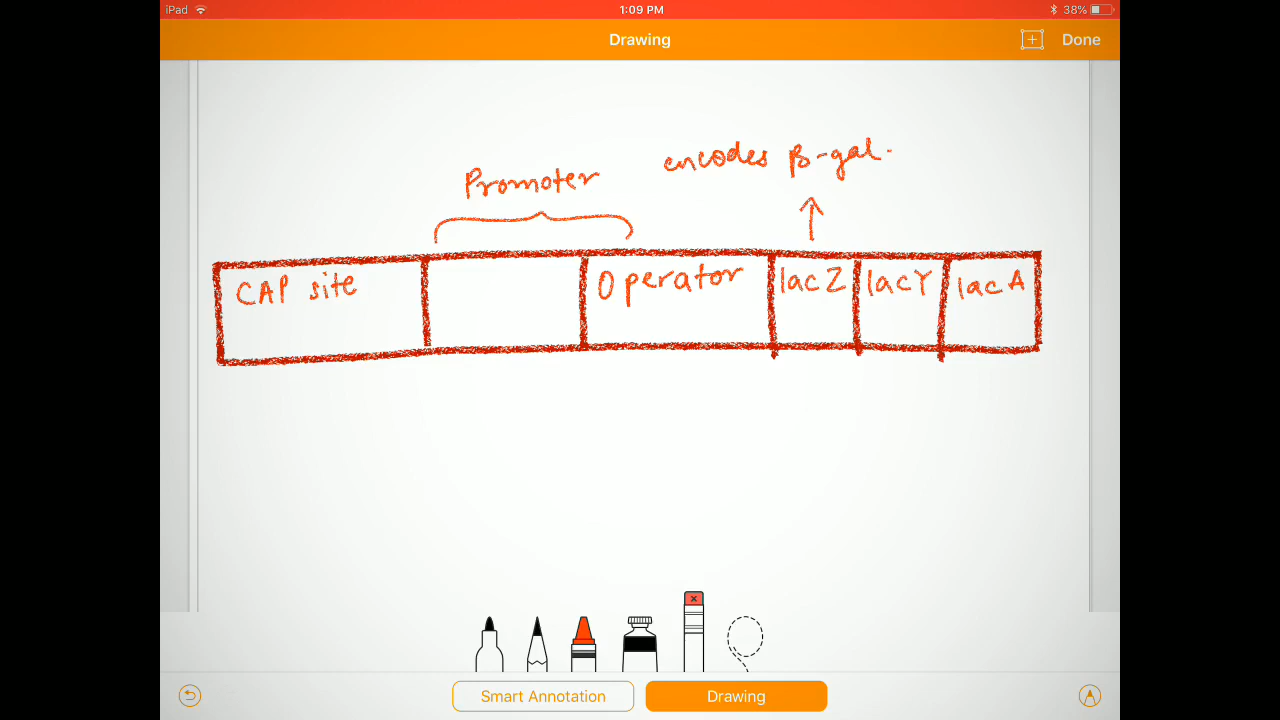 iPad 1:09 PM 38%
Drawing Done
encodes β-gal.
Promoter
CAP site Operator lacZ lacY lacA
Smart Annotation Drawing